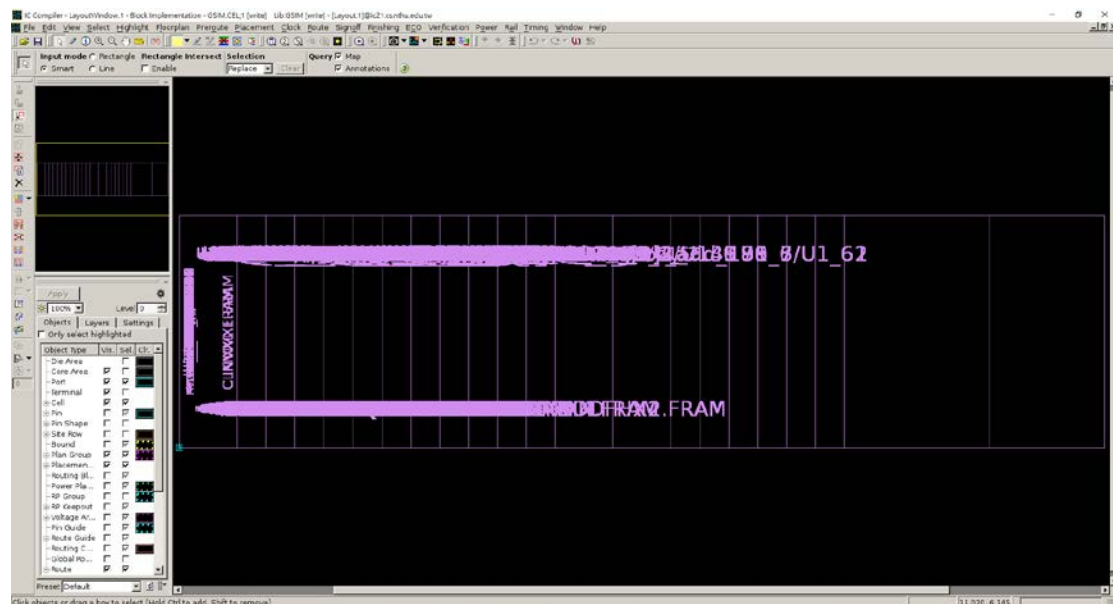 IC Compiler - LayoutWindow.1 - Block Implementation - GSIM.CEL;1 [write]   Lib:GSIM [write] - [Layout.1]@ic21.cs.nthu.edu.tw
File Edit View Select Highlight Floorplan Preroute Placement Clock Route Signoff Finishing ECO Verification Power Rail Timing Window Help
Input mode Rectangle Rectangle Intersect Selection Query Map
Smart Line Enable Replace Clear Annotations
8/U1_62
.FRAM
Apply
100% Level 0
Objects Layers Settings
Only select highlighted
Object Type Vis. Sel. Clr.
Die Area
Core Area
Port
Terminal
Cell
Pin
Pin Shape
Site Row
Bound
Plan Group
Placemen...
Routing Bl...
Power Pla...
RP Group
RP Keepout
Voltage Ar...
Pin Guide
Route Guide
Routing C...
Global Ro...
Route
Preset: Default
Click objects or drag a box to select (Hold Ctrl to add, Shift to remove)
11.020, 6.145